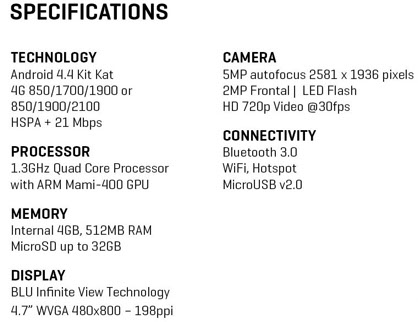 SPECIFICATIONS
TECHNOLOGY
Android 4.4 Kit Kat
4G 850/1700/1900 or
850/1900/2100
HSPA + 21 Mbps
PROCESSOR
1.3GHz Quad Core Processor
with ARM Mami-400 GPU
MEMORY
Internal 4GB, 512MB RAM
MicroSD up to 32GB
DISPLAY
BLU Infinite View Technology
4.7” WVGA 480x800 – 198ppi
CAMERA
5MP autofocus 2581 x 1936 pixels
2MP Frontal | LED Flash
HD 720p Video @30fps
CONNECTIVITY
Bluetooth 3.0
WiFi, Hotspot
MicroUSB v2.0